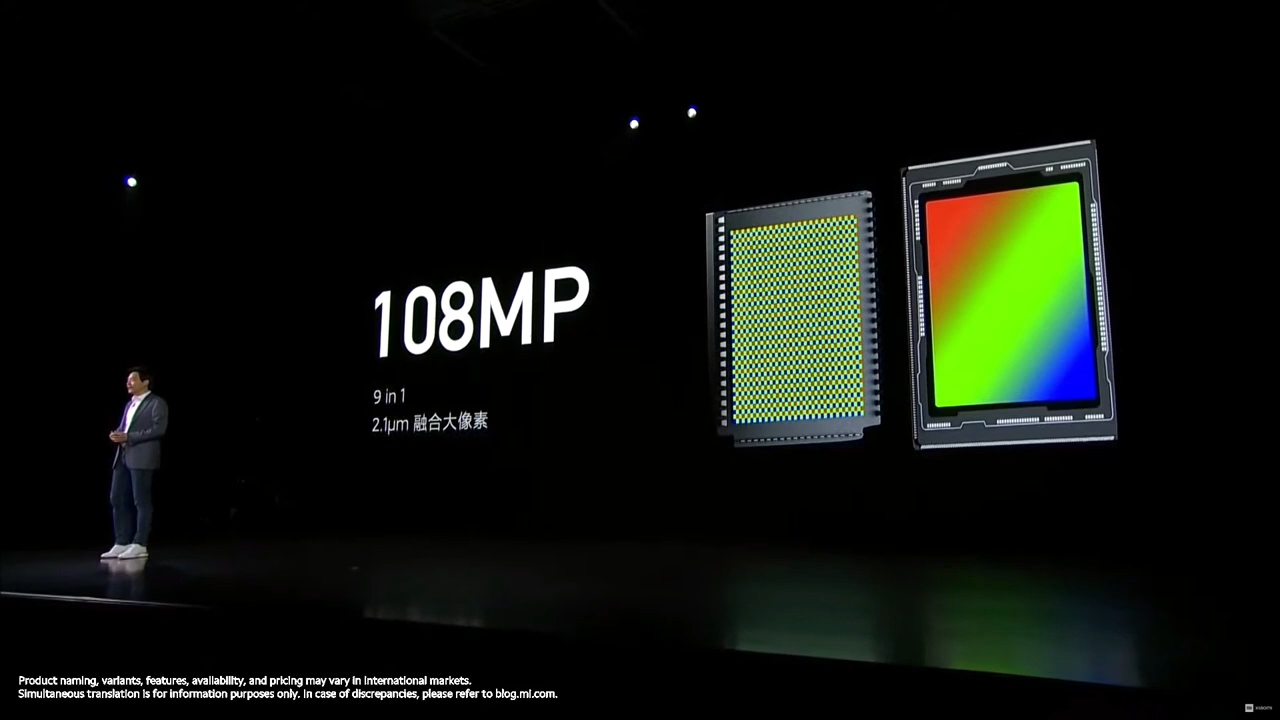 108MP
9 in 1
2.1μm 融合大像素
Product naming, variants, features, availability, and pricing may vary in international markets.
Simultaneous translation is for information purposes only. In case of discrepancies, please refer to blog.mi.com.
xiaomi